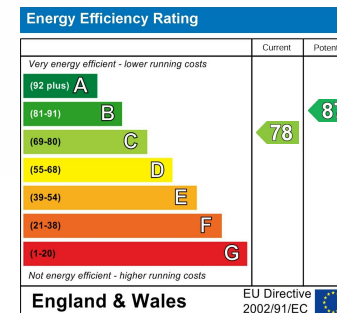 Energy Efficiency Rating
Current
Very energy efficient - lower running costs
(92 plus) A
(81-91) B
(69-80) C
78
(55-68) D
(39-54) E
(21-38) F
(1-20) G
Not energy efficient - higher running costs
England & Wales
EU Directive
2002/91/EC